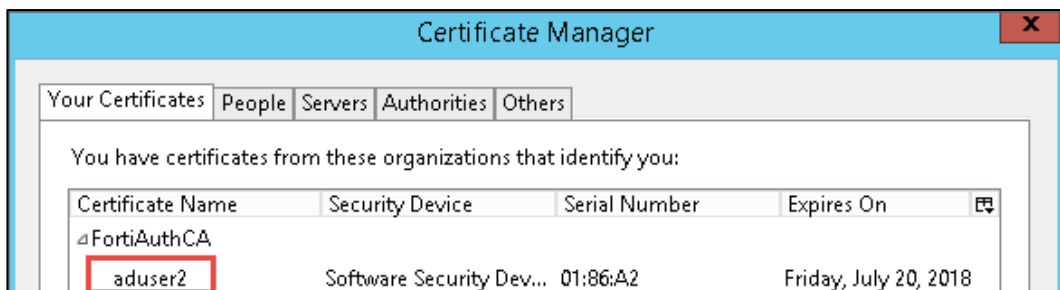 Certificate Manager
x
Your Certificates People Servers Authorities Others
You have certificates from these organizations that identify you:
Certificate Name Security Device Serial Number Expires On
FortiAuthCA
aduser2 Software Security Dev... 01:86:A2 Friday, July 20, 2018